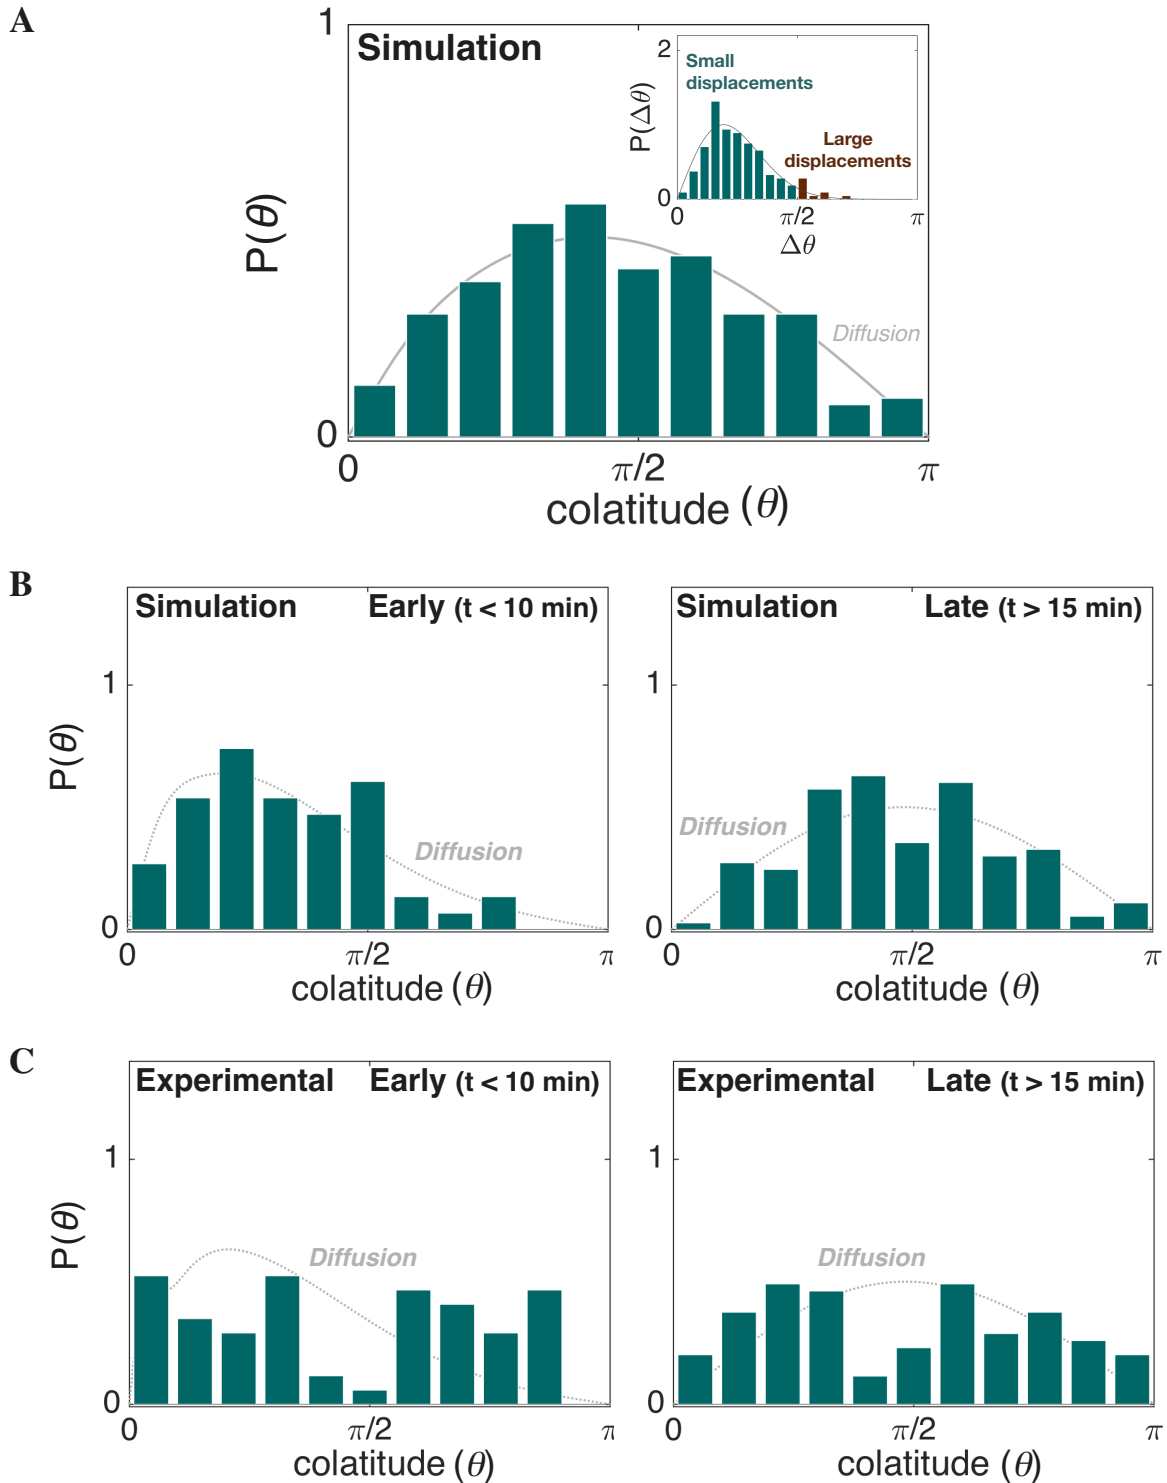 A
Simulation
1
0
P(θ)
0
π/2
π
colatitude (θ)
Diffusion
Small
displacements
Large
displacements
2
0
P(Δθ)
0
π/2
π
Δθ
B
Simulation
Early (t < 10 min)
1
0
P(θ)
Diffusion
0
π/2
π
colatitude (θ)
Simulation
Late (t > 15 min)
1
0
Diffusion
0
π/2
π
colatitude (θ)
C
Experimental
Early (t < 10 min)
1
0
P(θ)
Diffusion
0
π/2
π
colatitude (θ)
Experimental
Late (t > 15 min)
1
0
Diffusion
0
π/2
π
colatitude (θ)